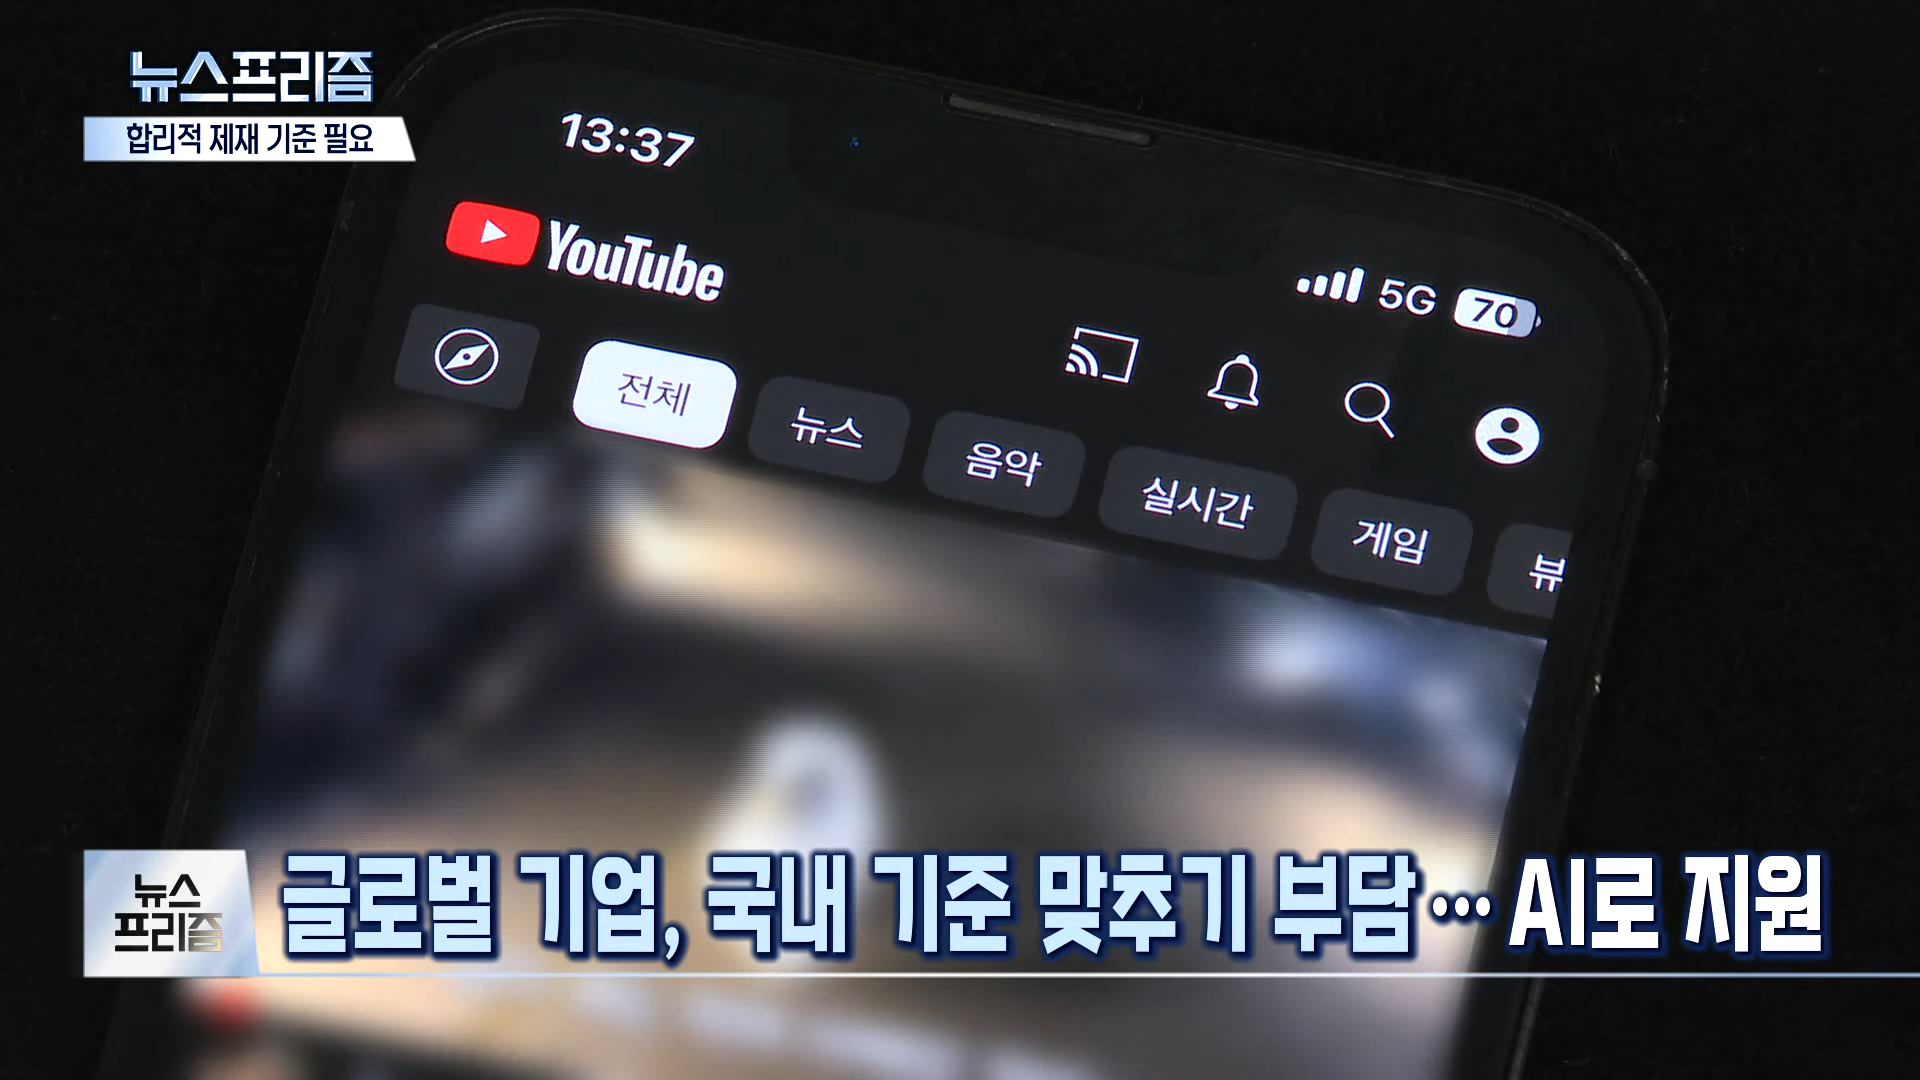 뉴스프리즘
합리적 제재 기준 필요
13:37
YouTube
5G 70
전체 뉴스 음악 실시간 게임 뷰
뉴스
프리즘
글로벌 기업, 국내 기준 맞추기 부담… AI로 지원